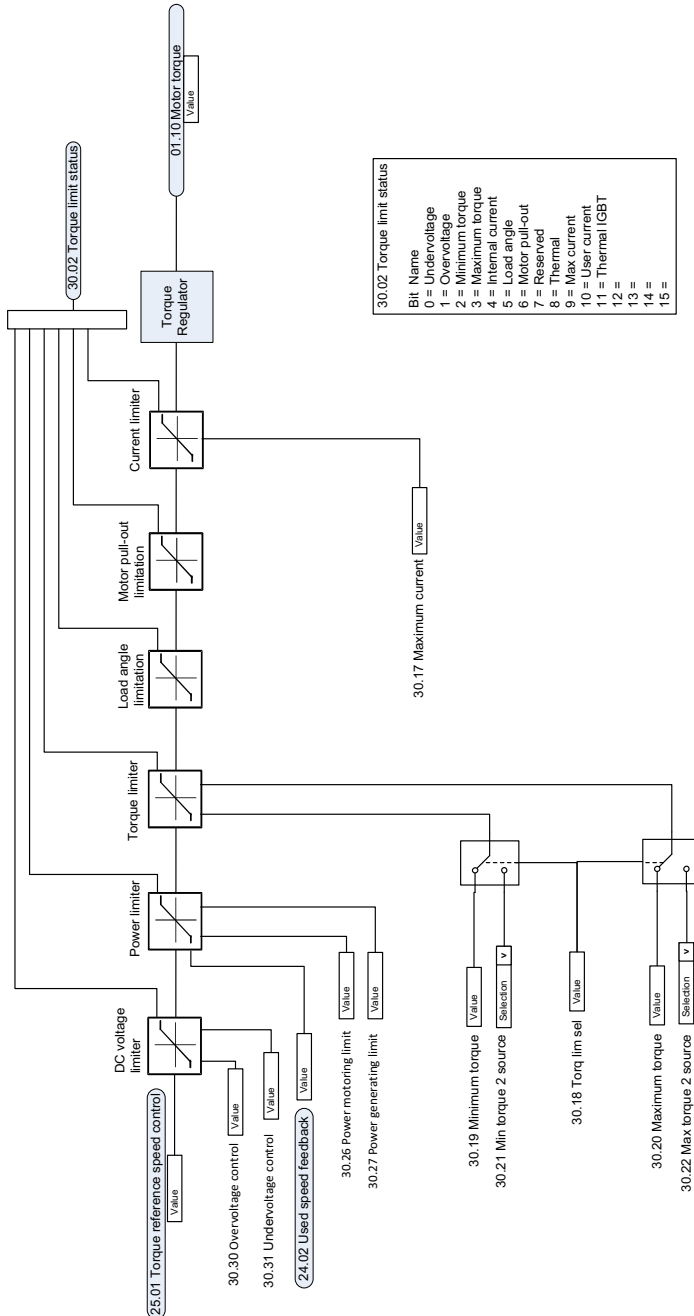 25.01 Torque reference speed control
Value
DC voltage
limiter
30.30 Overvoltage control
Value
30.31 Undervoltage control
Value
24.02 Used speed feedback
Value
Power limiter
30.26 Power motoring limit
Value
30.27 Power generating limit
Value
Torque limiter
30.19 Minimum torque
Value
30.21 Min torque 2 source
Selection
v
30.18 Torq lim sel
Value
30.20 Maximum torque
Value
30.22 Max torque 2 source
Selection
v
Load angle
limitation
Motor pull-out
limitation
Current limiter
30.17 Maximum current
Value
Torque
Regulator
30.02 Torque limit status
01.10 Motor torque
Value
30.02 Torque limit status
Bit Name
0 = Undervoltage
1 = Overvoltage
2 = Minimum torque
3 = Maximum torque
4 = Internal current
5 = Load angle
6 = Motor pull-out
7 = Reserved
8 = Thermal
9 = Max current
10 = User current
11 = Thermal IGBT
12 =
13 =
14 =
15 =